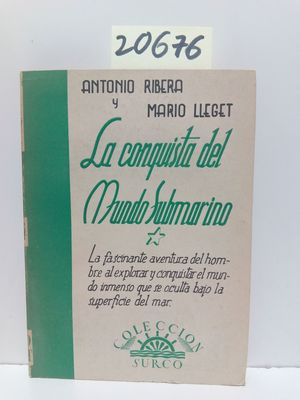 20676
ANTONIO RIBERA
y
MARIO LLEGET
La conquista del
Mundo Submarino
La fascinante aventura del hom-
bre al explorar y conquistar el mun-
do inmenso que se oculta bajo la
superficie del mar.
COLECCION
SURCO